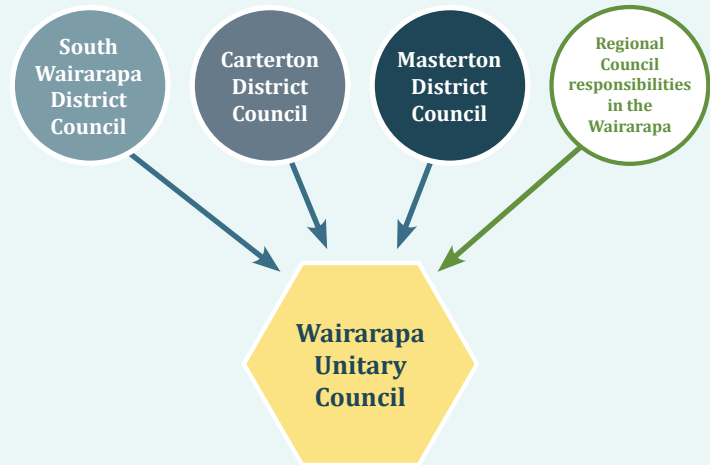 South
Wairarapa
District
Council
Carterton
District
Council
Masterton
District
Council
Regional
Council
responsibilities
in the
Wairarapa
Wairarapa
Unitary
Council